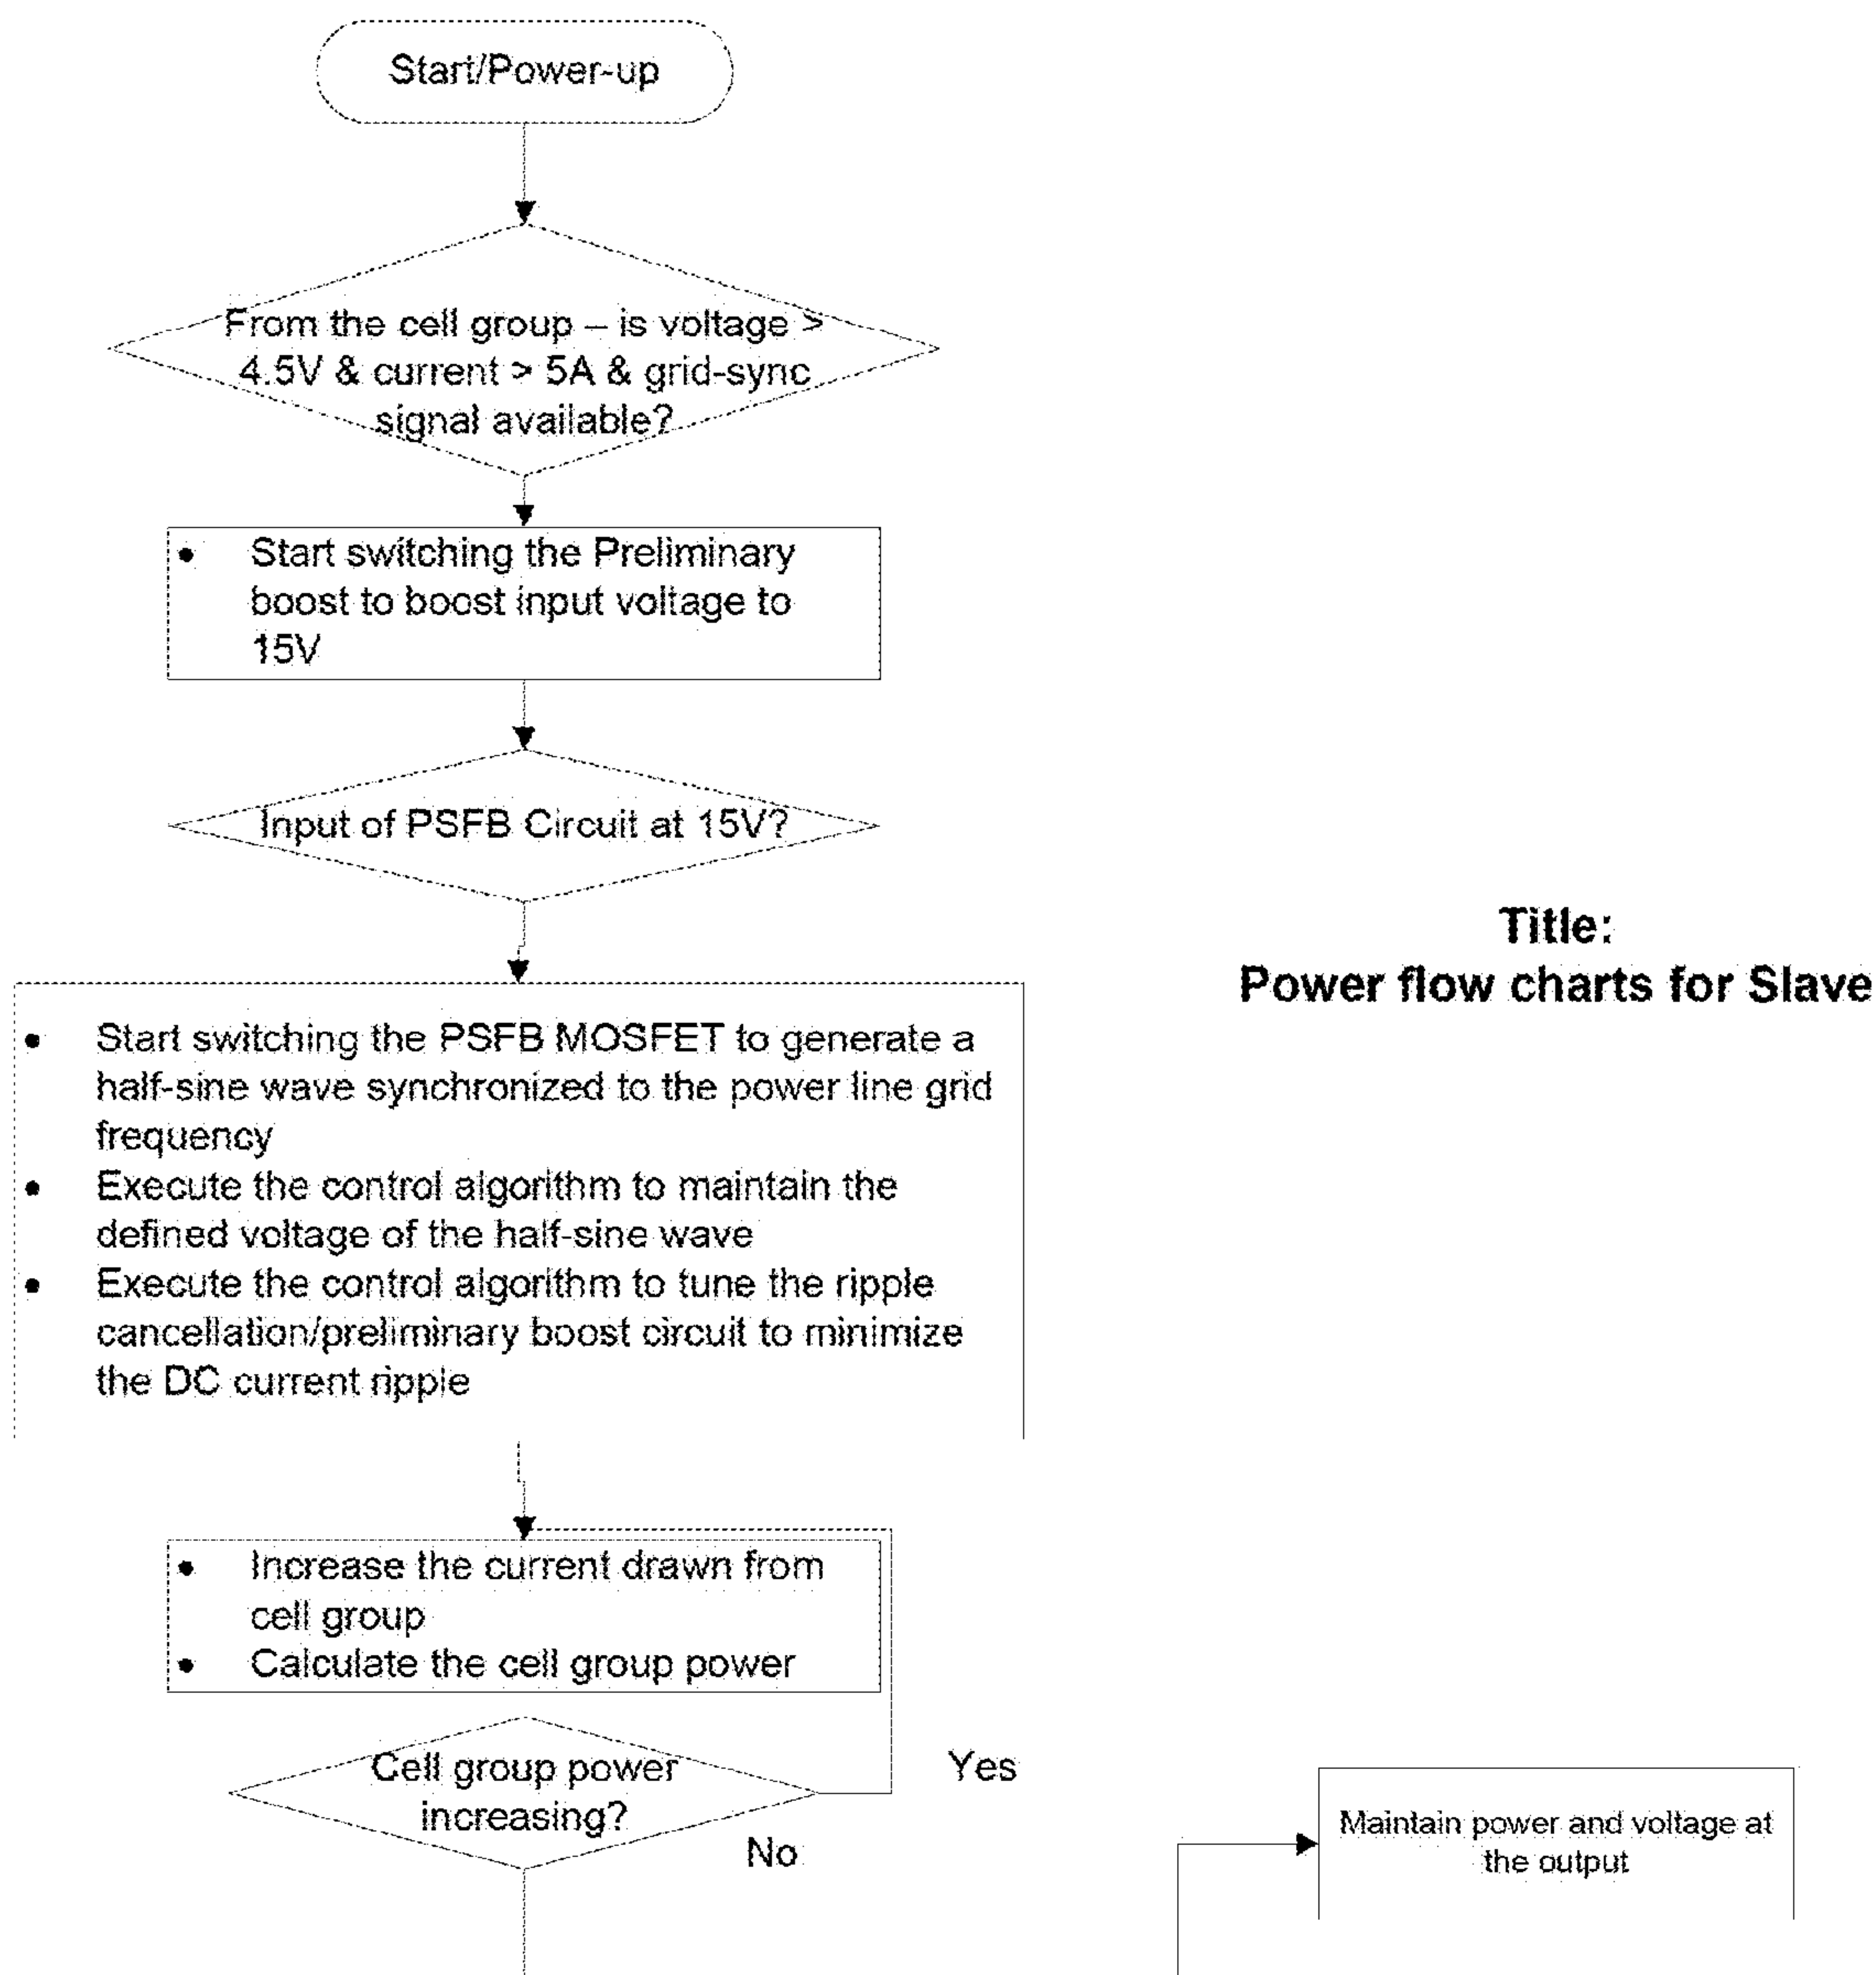 Start/Power-up
From the cell group – is voltage >
4.5V & current > 5A & grid-sync
signal available?
• Start switching the Preliminary
boost to boost input voltage to
15V
Input of PSFB Circuit at 15V?
Title:
Power flow charts for Slave
• Start switching the PSFB MOSFET to generate a
half-sine wave synchronized to the power line grid
frequency
• Execute the control algorithm to maintain the
defined voltage of the half-sine wave
• Execute the control algorithm to tune the ripple
cancellation/preliminary boost circuit to minimize
the DC current ripple
• Increase the current drawn from
cell group
• Calculate the cell group power
Cell group power
increasing?
Yes
No
Maintain power and voltage at
the output